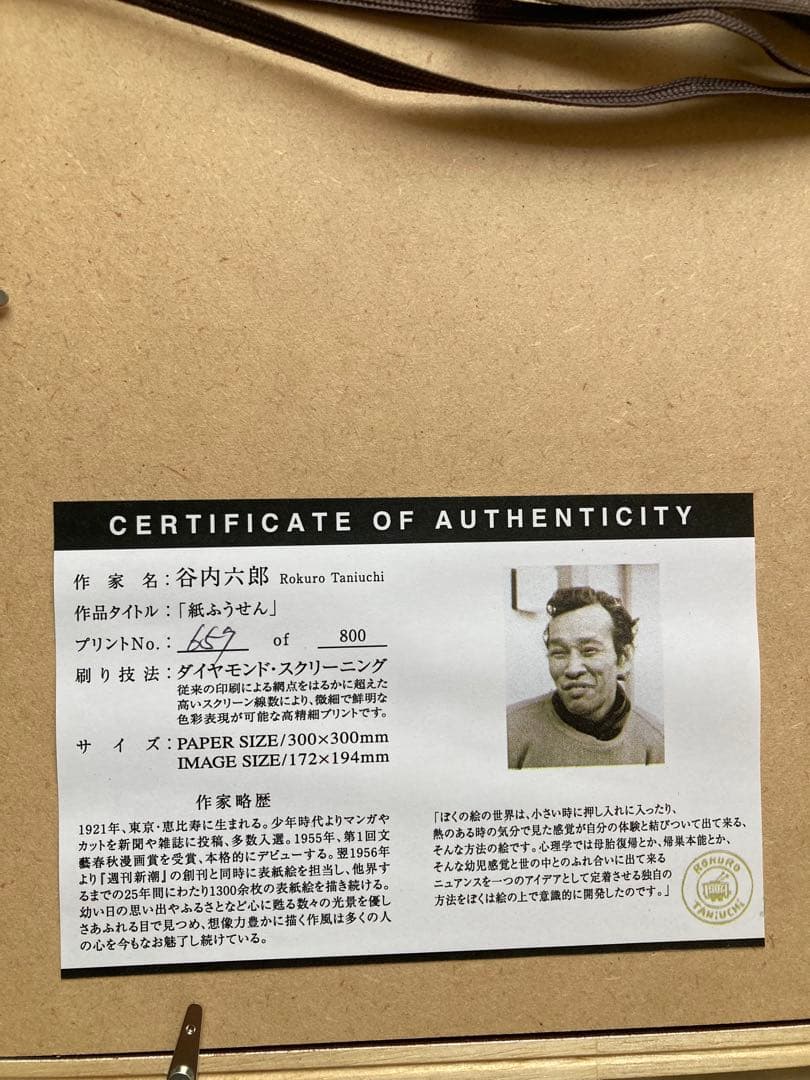 CERTIFICATE OF AUTHENTICITY
作家名：谷内六郎 Rokuro Taniuchi
作品タイトル：「紙ふうせん」
プリントNo.：659 of 800
刷り技法：ダイヤモンド・スクリーニング
従来の印刷による網点をはるかに超えた
高いスクリーン線数により、微細で鮮明な
色彩表現が可能な高精細プリントです。
サイズ：PAPER SIZE/300×300mm
IMAGE SIZE/172×194mm
作家略歴
1921年、東京・恵比寿に生まれる。少年時代よりマンガや
カットを新聞や雑誌に投稿、多数入選。1955年、第1回文
藝春秋漫画賞を受賞、本格的にデビューする。翌1956年
より『週刊新潮』の創刊と同時に表紙絵を担当し、他界す
るまでの25年間にわたり1300余枚の表紙絵を描き続ける。
幼い日の思い出やふるさとなど心に甦る数々の光景を優し
さあふれる目で見つめ、想像力豊かに描く作風は多くの人
の心を今もなお魅了し続けている。
「ぼくの絵の世界は、小さい時に押し入れに入ったり、
熱のある時の気分で見た感覚が自分の体験と結びついて出て来る、
そんな方法の絵です。心理学では母胎復帰とか、帰巣本能とか、
そんな幼児感覚と世の中とのふれ合いに出て来る
ニュアンスを一つのアイデアとして定着させる独自の
方法をぼくは絵の上で意識的に開発したのです。」
ROKURO
TANIUCHI